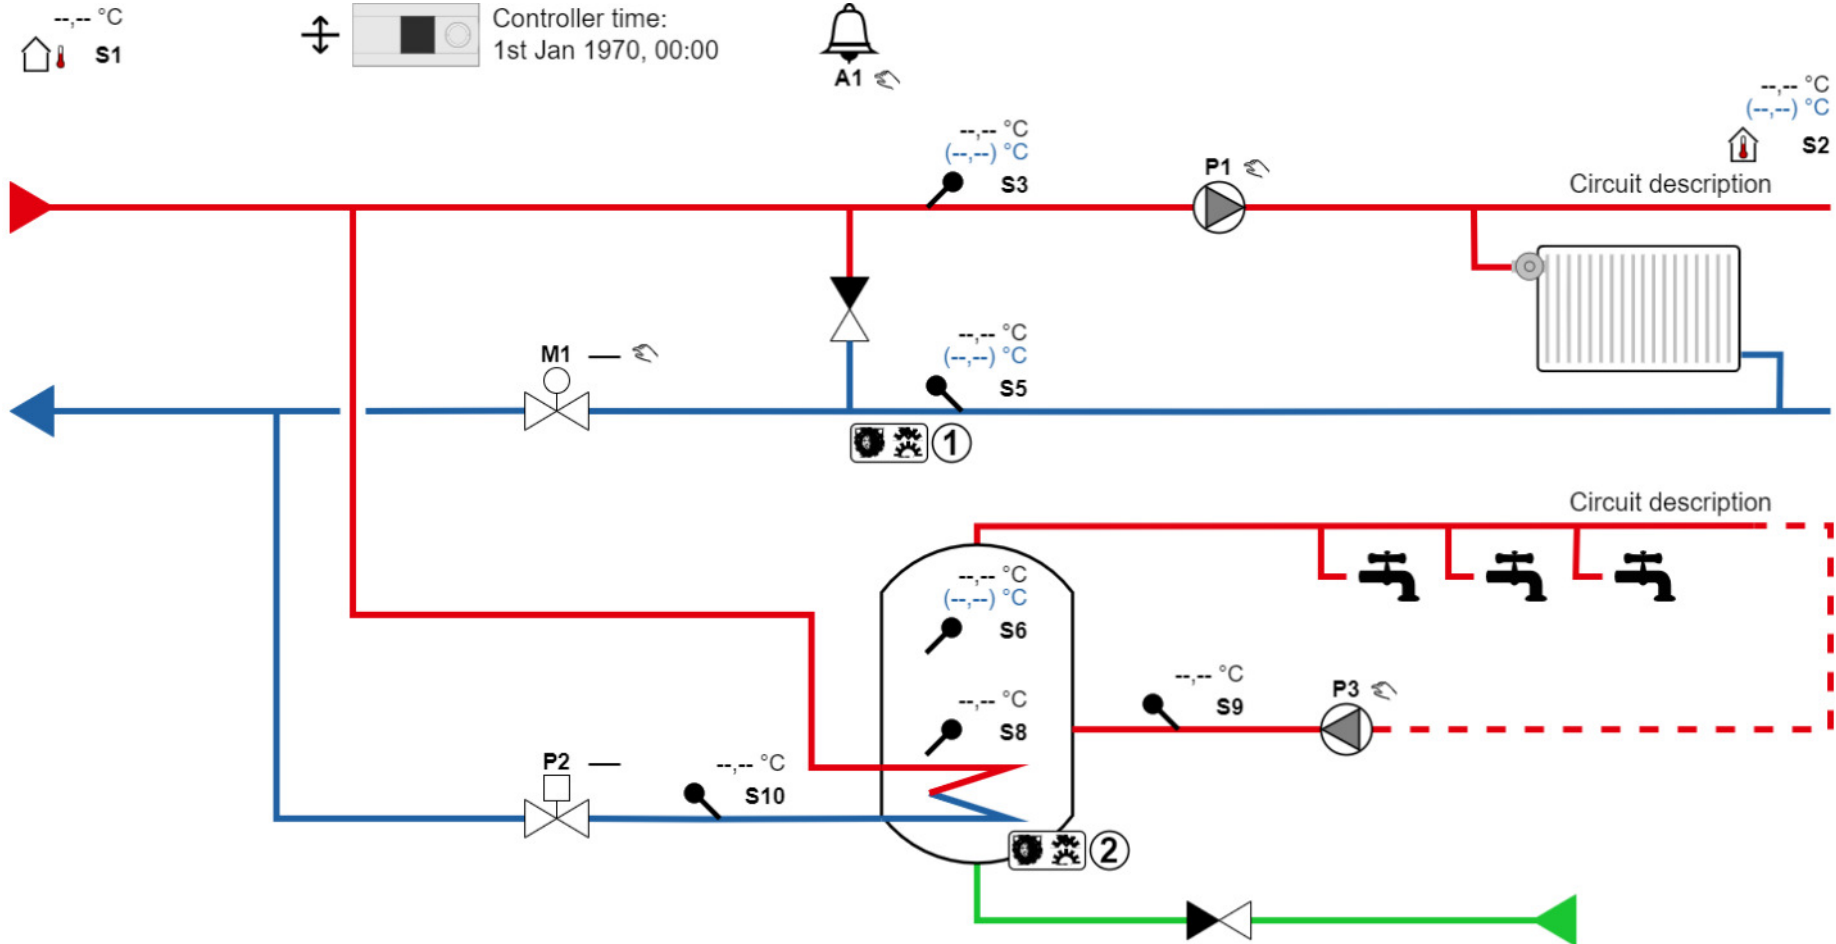 --,-- °C
S1
Controller time:
1st Jan 1970, 00:00
A1
--,-- °C
(--,--) °C
S2
--,-- °C
(--,--) °C
S3
P1
Circuit description
M1
--,-- °C
(--,--) °C
S5
1
Circuit description
--,-- °C
(--,--) °C
S6
--,-- °C
S8
--,-- °C
S9
P3
P2
--,-- °C
S10
2